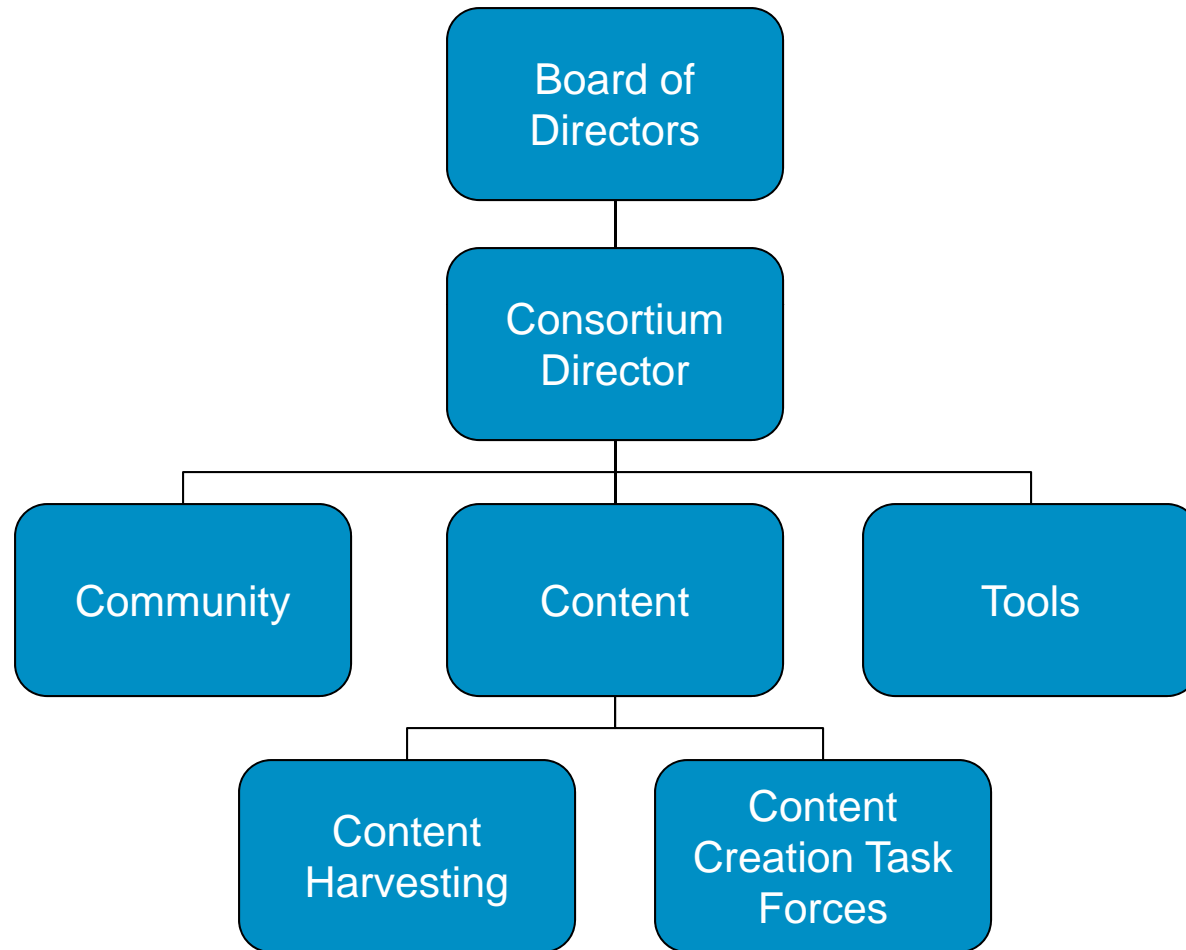 Board of
Directors
Consortium
Director
Community
Content
Tools
Content
Harvesting
Content
Creation Task
Forces